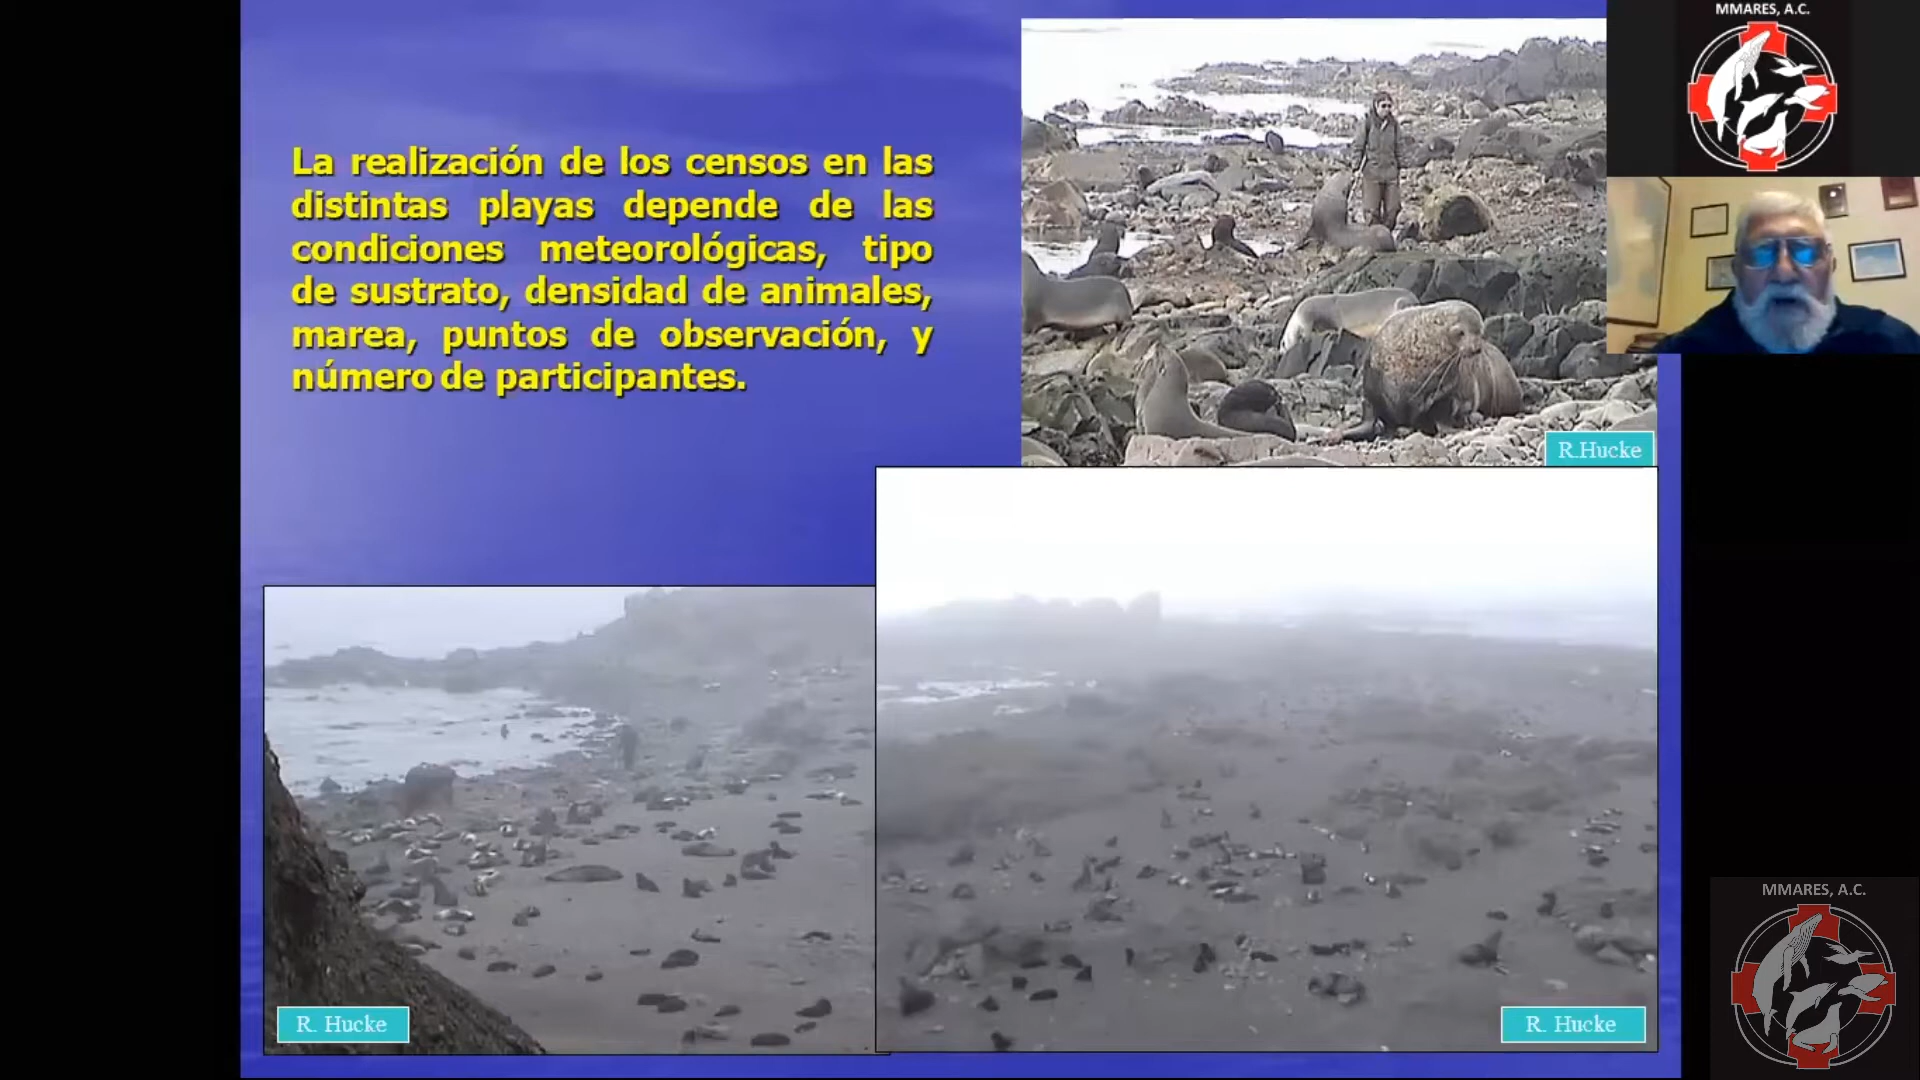 MMARES, A.C.
La realización de los censos en las
distintas playas depende de las
condiciones meteorológicas, tipo
de sustrato, densidad de animales,
marea, puntos de observación, y
número de participantes.
R.Hucke
R. Hucke
R. Hucke
MMARES, A.C.